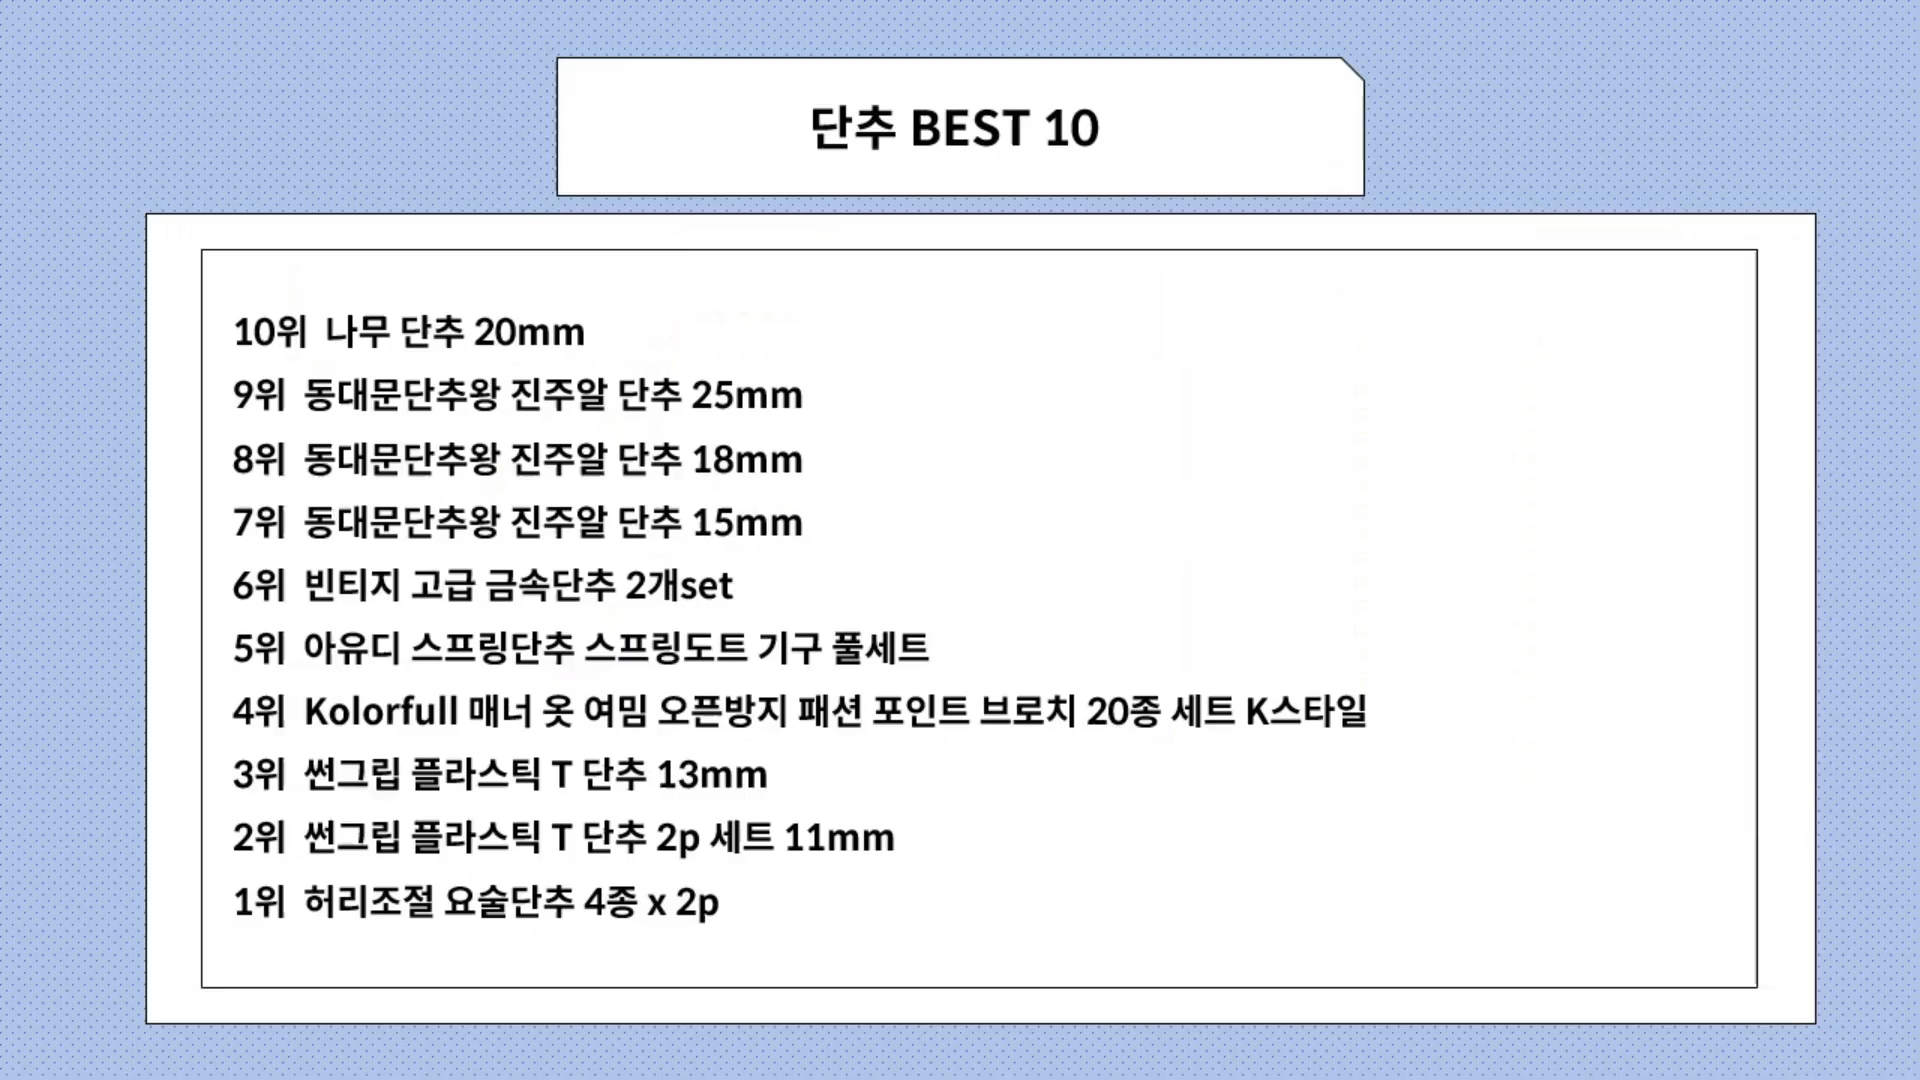 단추 BEST 10
10위 나무 단추 20mm
9위 동대문단추왕 진주알 단추 25mm
8위 동대문단추왕 진주알 단추 18mm
7위 동대문단추왕 진주알 단추 15mm
6위 빈티지 고급 금속단추 2개set
5위 아유디 스프링단추 스프링도트 기구 풀세트
4위 Kolorfull 매너 옷 여밈 오픈방지 패션 포인트 브로치 20종 세트 K스타일
3위 썬그립 플라스틱 T 단추 13mm
2위 썬그립 플라스틱 T 단추 2p 세트 11mm
1위 허리조절 요술단추 4종 x 2p